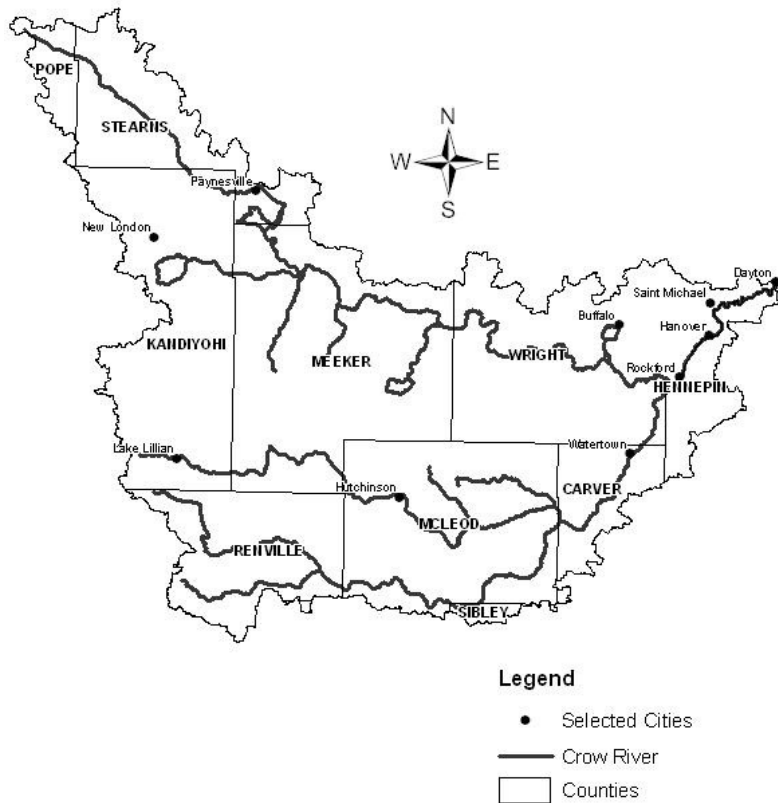 POPE
STEARNS
N
W E
S
Paynesville
New London
Dayton
Saint Michael
Buffalo
Hanover
KANDIYOHI
MEEKER
WRIGHT
Rockford
HENNEPIN
Lake Lillian
Watertown
Hutchinson
CARVER
MCLEOD
RENVILLE
SIBLEY
Legend
Selected Cities
Crow River
Counties